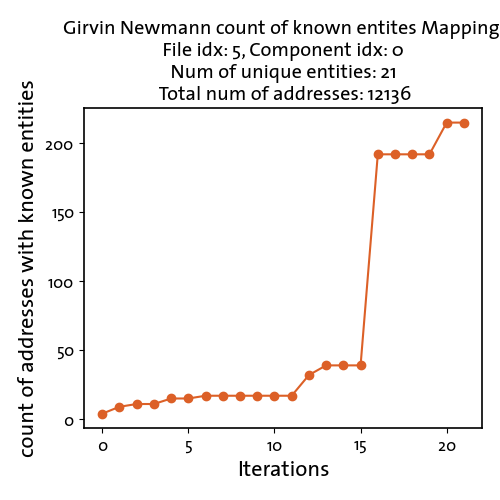 Girvin Newmann count of known entites Mapping
File idx: 5, Component idx: 0
Num of unique entities: 21
Total num of addresses: 12136
count of addresses with known entities
200
150
100
50
0
0 5 10 15 20
Iterations